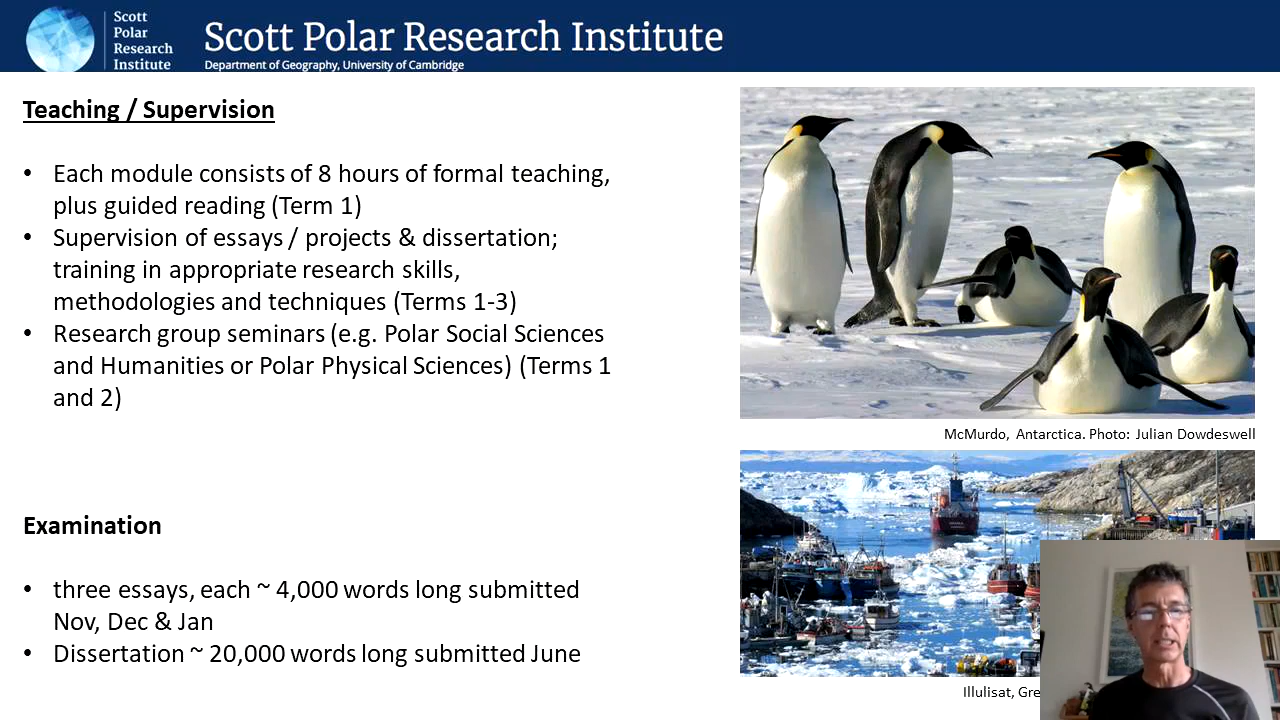 Scott
Polar
Research
Institute
Scott Polar Research Institute
Department of Geography, University of Cambridge
Teaching / Supervision
• Each module consists of 8 hours of formal teaching,
plus guided reading (Term 1)
• Supervision of essays / projects & dissertation;
training in appropriate research skills,
methodologies and techniques (Terms 1-3)
• Research group seminars (e.g. Polar Social Sciences
and Humanities or Polar Physical Sciences) (Terms 1
and 2)
Examination
• three essays, each ~ 4,000 words long submitted
Nov, Dec & Jan
• Dissertation ~ 20,000 words long submitted June
McMurdo, Antarctica. Photo: Julian Dowdeswell
Illulisat, Gre